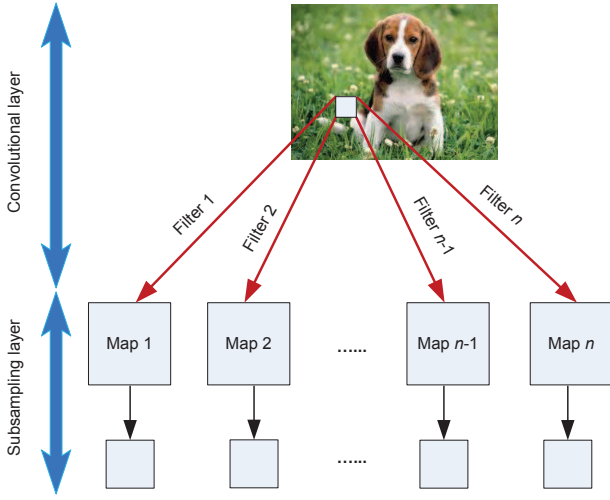 Convolutional layer
Filter 1
Filter 2
Filter n-1
Filter n
Subsampling layer
Map 1
Map 2
......
Map n-1
Map n
......